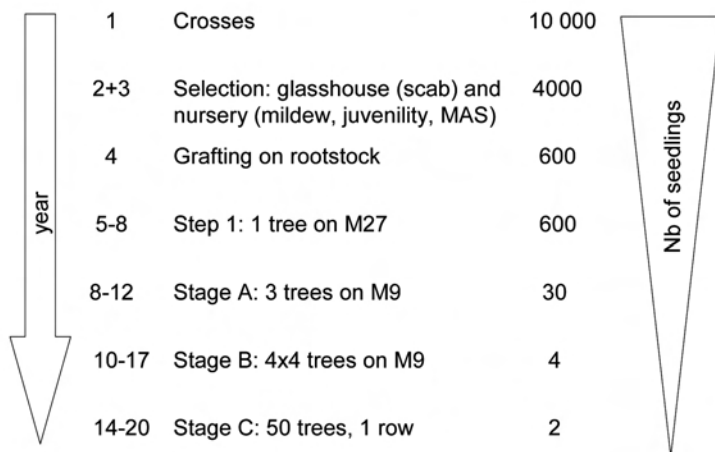 1 Crosses 10 000
2+3 Selection: glasshouse (scab) and 4000
nursery (mildew, juvenility, MAS)
4 Grafting on rootstock 600
5-8 Step 1: 1 tree on M27 600
8-12 Stage A: 3 trees on M9 30
10-17 Stage B: 4x4 trees on M9 4
14-20 Stage C: 50 trees, 1 row 2
year
Nb of seedlings